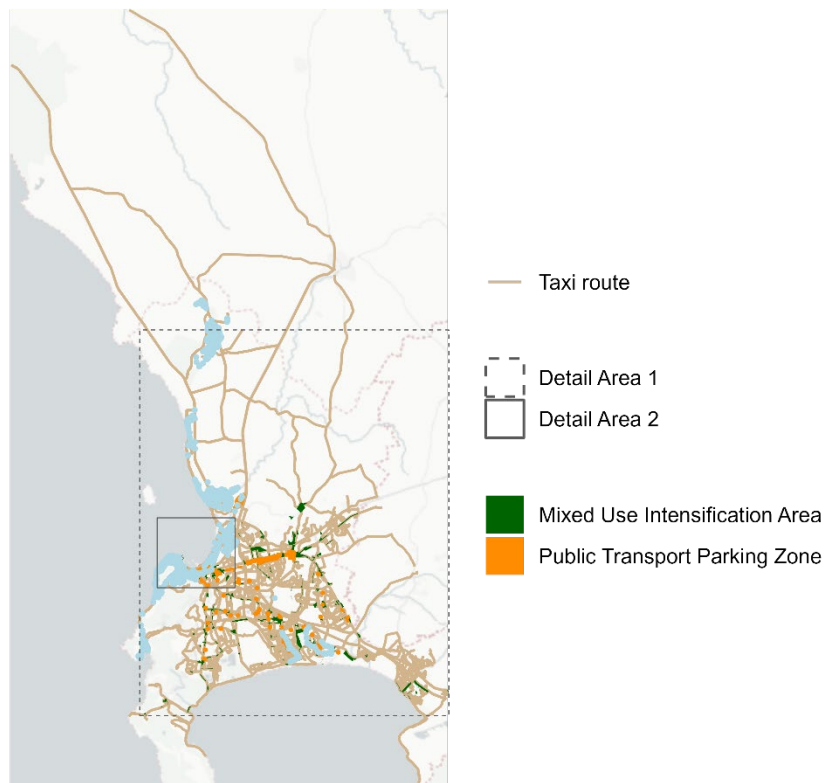 Taxi route
Detail Area 1
Detail Area 2
Mixed Use Intensification Area
Public Transport Parking Zone